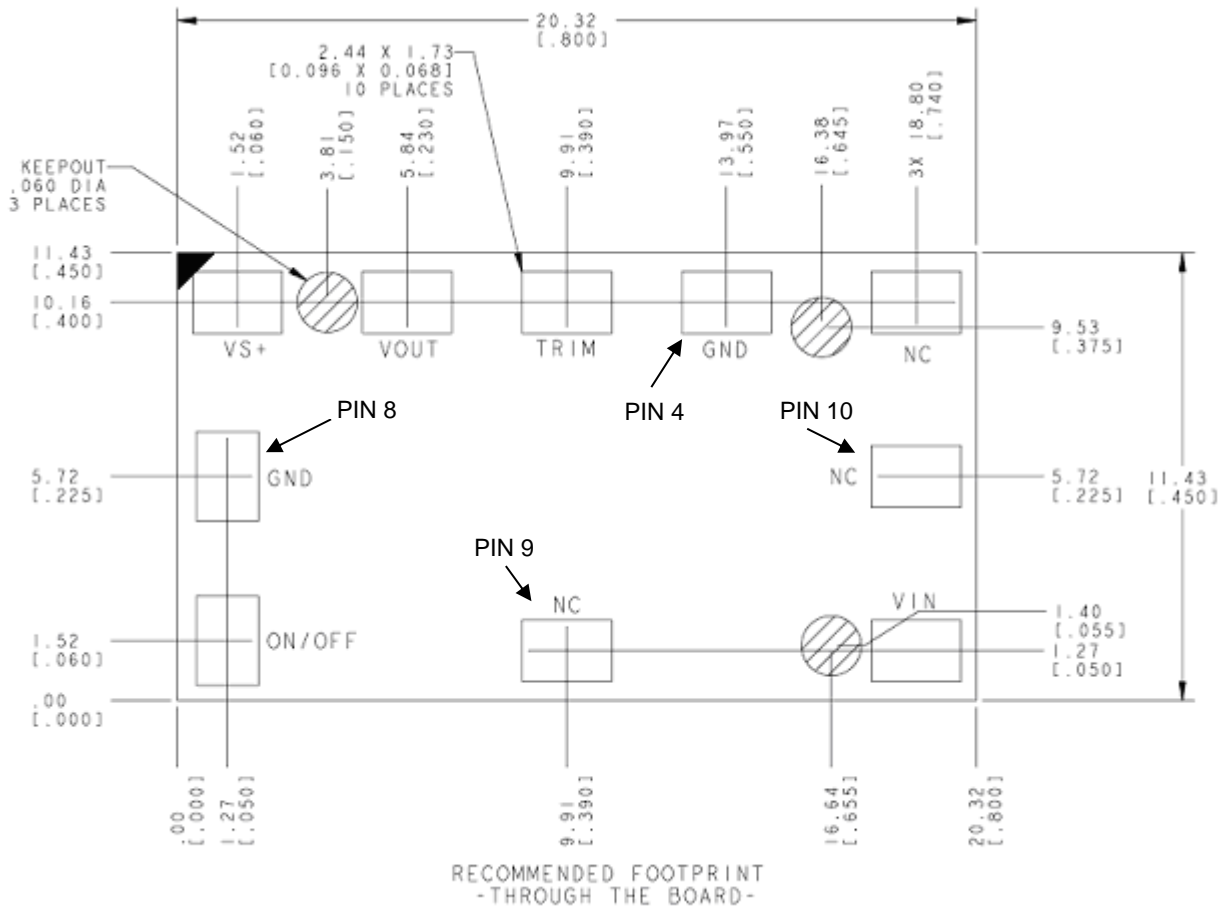 20.32
[.800]
2.44 X 1.73
[0.096 X 0.068]
10 PLACES
1.52
[.060]
3.81
[.150]
5.84
[.230]
9.91
[.390]
13.97
[.550]
16.38
[.645]
3X 18.80
[.740]
KEEPOUT
.060 DIA
3 PLACES
11.43
[.450]
10.16
[.400]
9.53
[.375]
VS+
VOUT
TRIM
GND
NC
PIN 8
PIN 4
PIN 10
5.72
[.225]
GND
NC
5.72
[.225]
11.43
[.450]
PIN 9
NC
VIN
1.40
[.055]
1.27
[.050]
ON/OFF
1.52
[.060]
.00
[.000]
.00
[.000]
1.27
[.050]
9.91
[.390]
16.64
[.655]
20.32
[.800]
RECOMMENDED FOOTPRINT
-THROUGH THE BOARD-